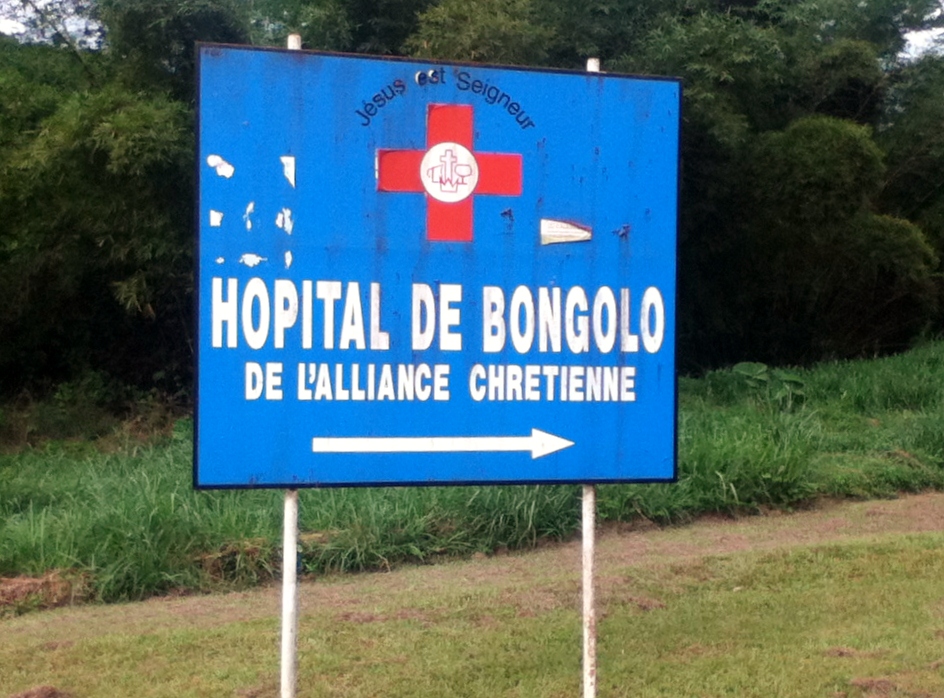 Jésus est Seigneur
HOPITAL DE BONGOLO
DE L'ALLIANCE CHRETIENNE